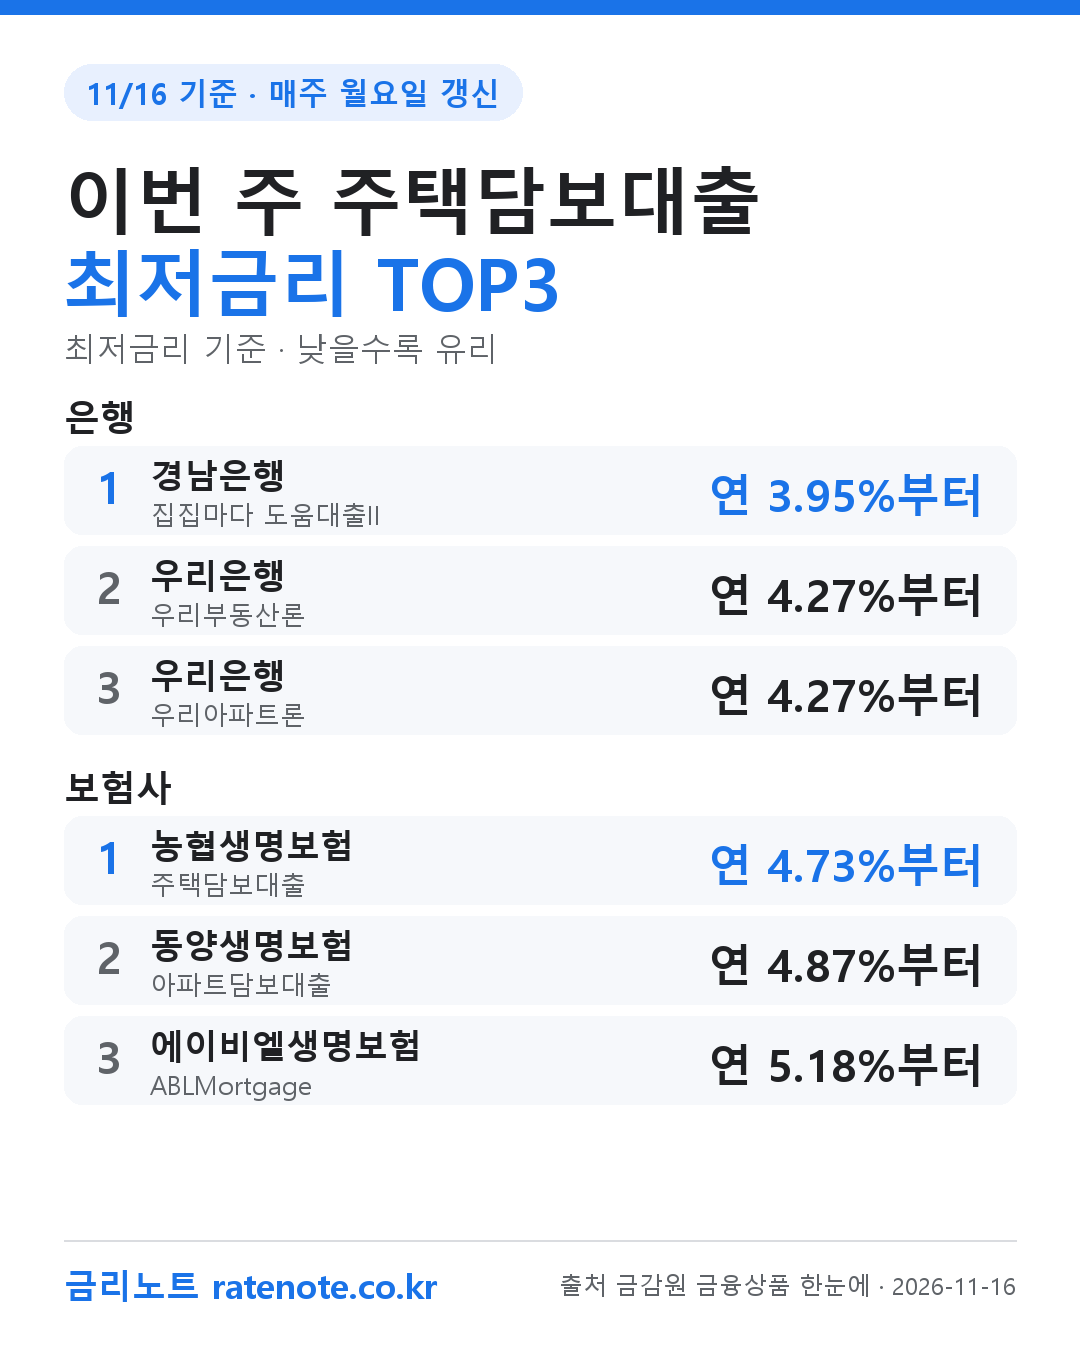 11/16 기준 · 매주 월요일 갱신
이번 주 주택담보대출
최저금리 TOP3
최저금리 기준 · 낮을수록 유리
은행
1 경남은행 연 3.95%부터
집집마다 도움대출II
2 우리은행 연 4.27%부터
우리부동산론
3 우리은행 연 4.27%부터
우리아파트론
보험사
1 농협생명보험 연 4.73%부터
주택담보대출
2 동양생명보험 연 4.87%부터
아파트담보대출
3 에이비엘생명보험 연 5.18%부터
ABLMortgage
금리노트 ratenote.co.kr 출처 금감원 금융상품 한눈에 · 2026-11-16